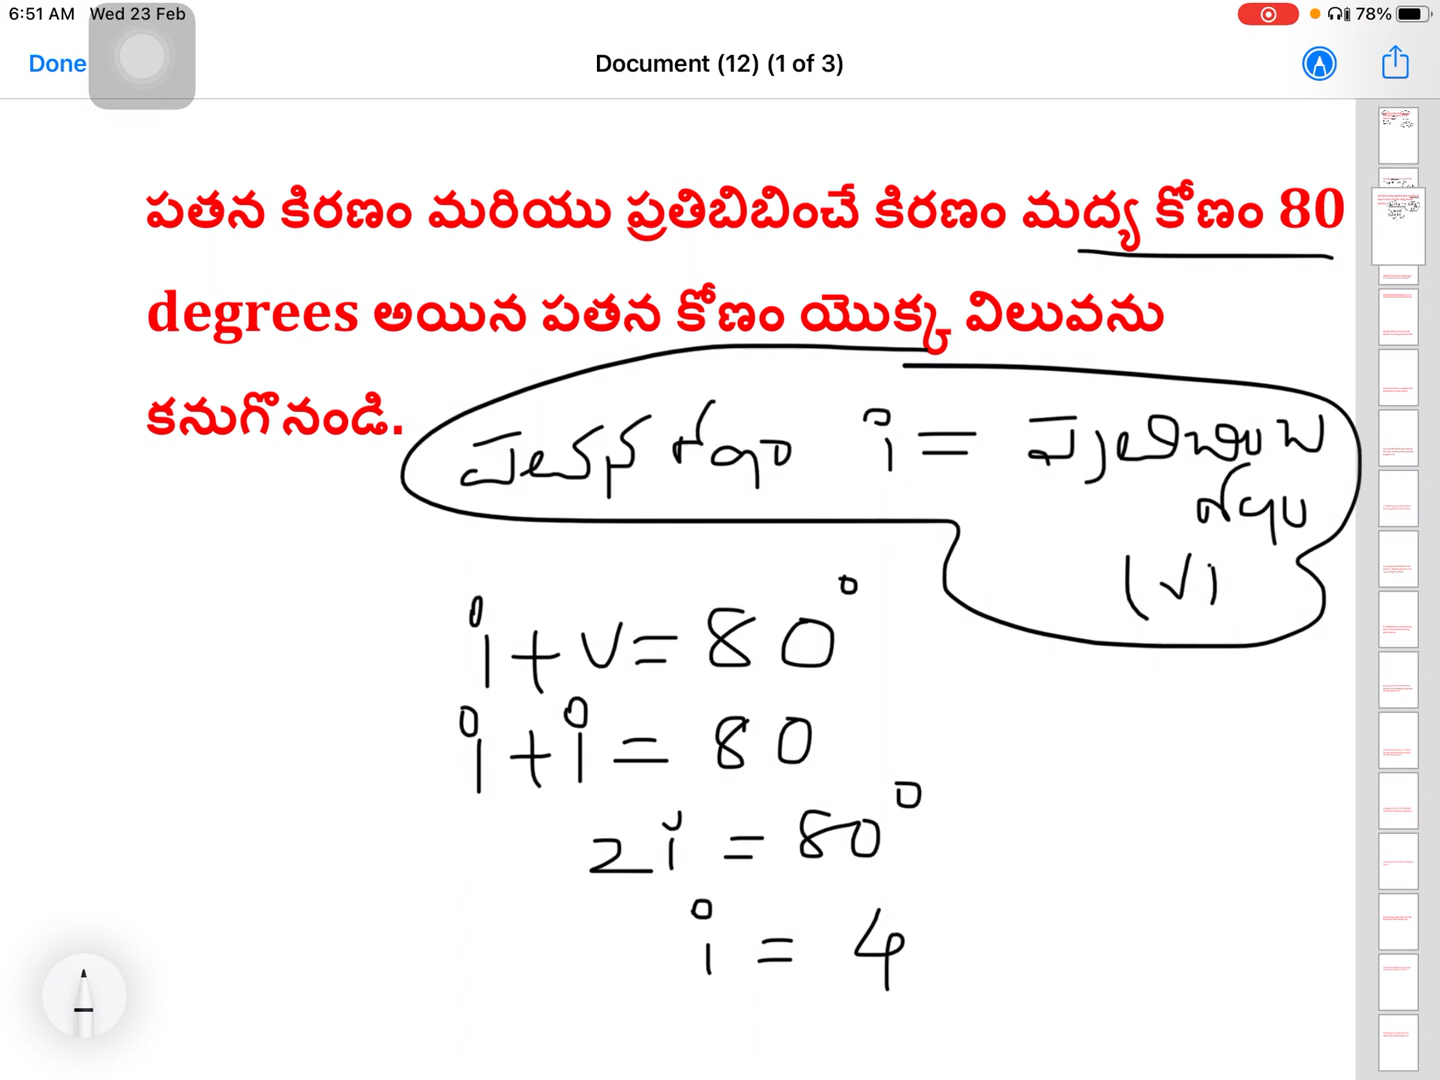 6:51 AM Wed 23 Feb
78%
Done
Document (12) (1 of 3)
పతన కిరణం మరియు ప్రతిబిబించే కిరణం మద్య కోణం 80
degrees అయిన పతన కోణం యొక్క విలువను
కనుగొనండి.
పతన కోణం i = ప్రతిబింబ
కోణం
(r)
i + r = 80°
i + i = 80
2i = 80°
i = 4